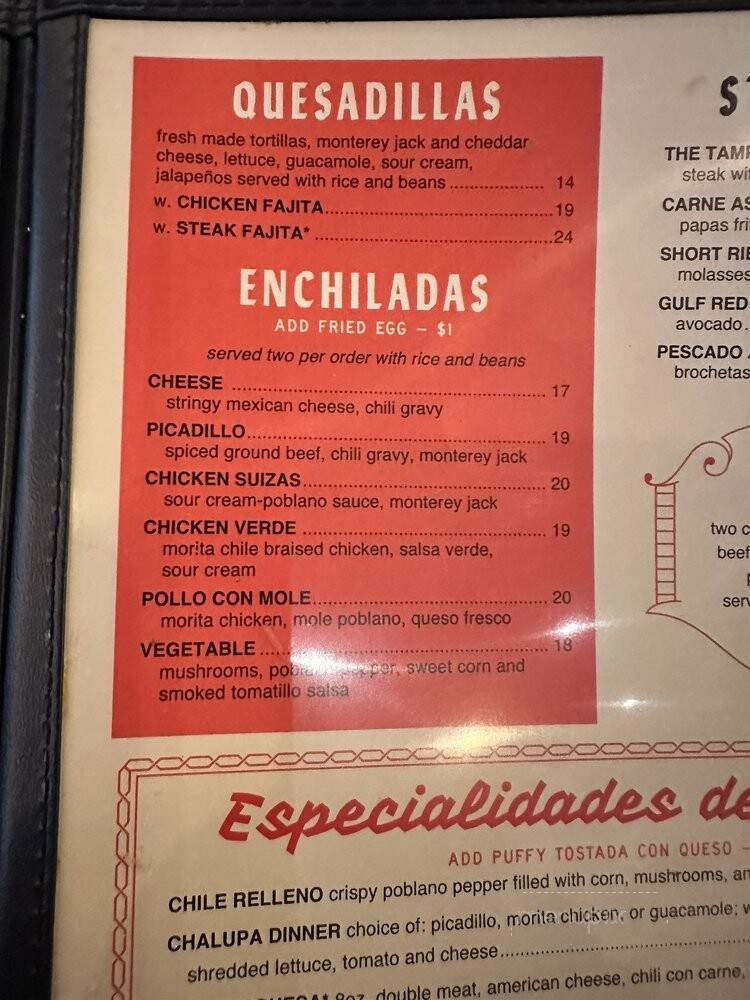 QUESADILLAS
fresh made tortillas, monterey jack and cheddar
cheese, lettuce, guacamole, sour cream,
jalapeños served with rice and beans ............... 14
w. CHICKEN FAJITA.......................................19
w. STEAK FAJITA* .........................................24
ENCHILADAS
ADD FRIED EGG – $1
served two per order with rice and beans
CHEESE ..................................................... 17
stringy mexican cheese, chili gravy
PICADILLO................................................... 19
spiced ground beef, chili gravy, monterey jack
CHICKEN SUIZAS......................................... 20
sour cream-poblano sauce, monterey jack
CHICKEN VERDE ......................................... 19
morita chile braised chicken, salsa verde,
sour cream
POLLO CON MOLE........................................ 20
morita chicken, mole poblano, queso fresco
VEGETABLE ................................................ 18
mushrooms, poblano pepper, sweet corn and
smoked tomatillo salsa
THE
steak
CARNE
papas
SHORT
molasses
GULF RED
avocado.
PESCADO
brochetas
two
beef
Especialidades de
ADD PUFFY TOSTADA CON QUESO –
CHILE RELLENO crispy poblano pepper filled with corn, mushrooms,
CHALUPA DINNER choice of: picadillo, morita chicken, or guacamole;
shredded lettuce, tomato and cheese.......................................
8oz. double meat, american cheese, chili con carne,